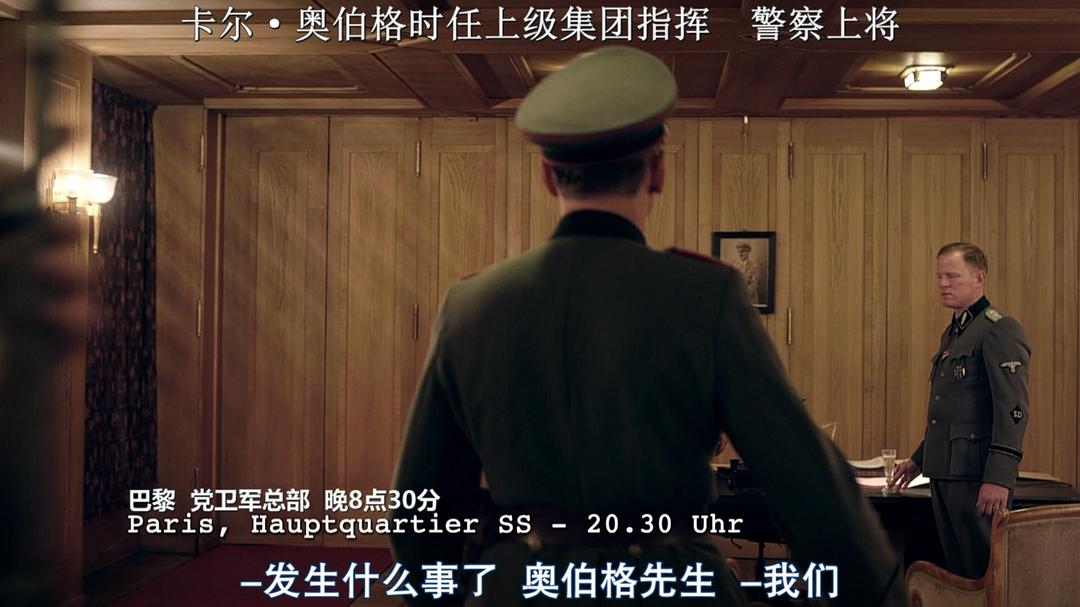 卡尔·奥伯格时任上级集团指挥 警察上将
SD
巴黎 党卫军总部 晚8点30分
Paris, Hauptquartier SS - 20.30 Uhr
-发生什么事了 奥伯格先生 -我们